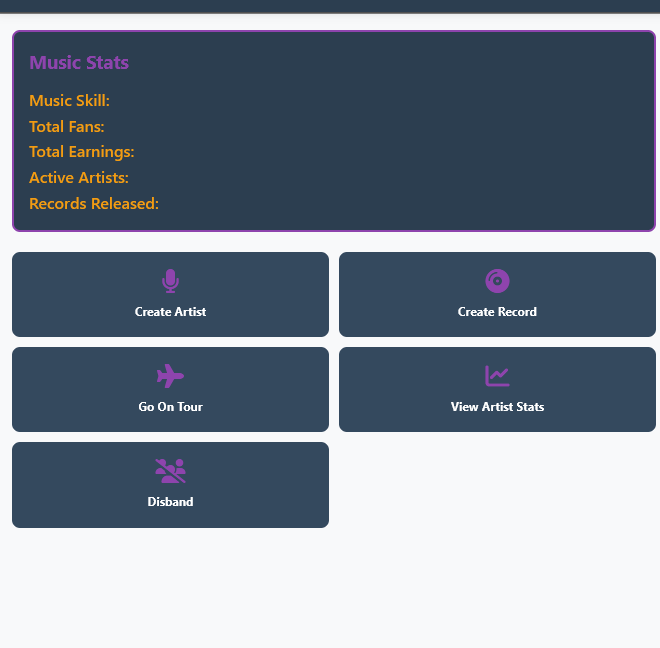 Music Stats
Music Skill:
Total Fans:
Total Earnings:
Active Artists:
Records Released:
Create Artist
Create Record
Go On Tour
View Artist Stats
Disband